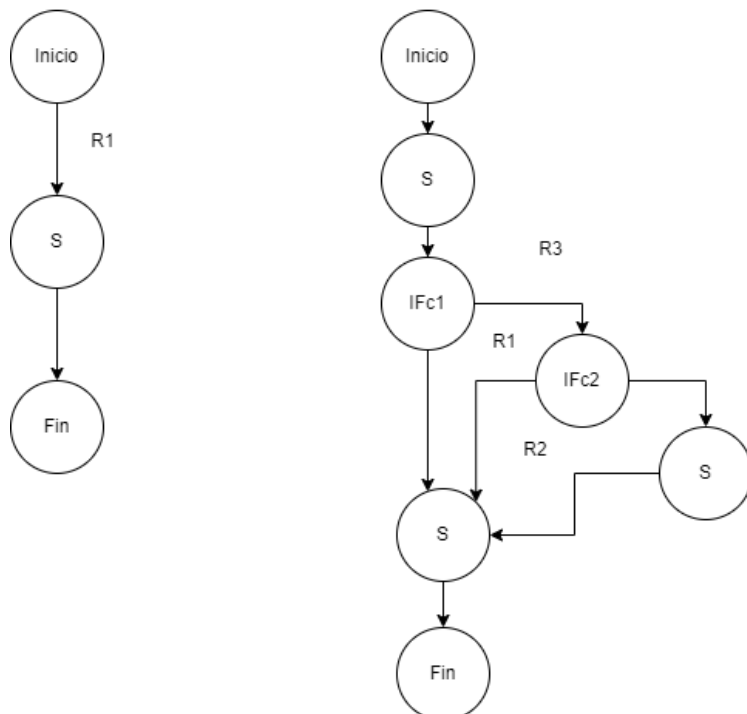 Inicio
R1
S
Fin
Inicio
S
R3
IFc1
R1
IFc2
R2
S
S
Fin